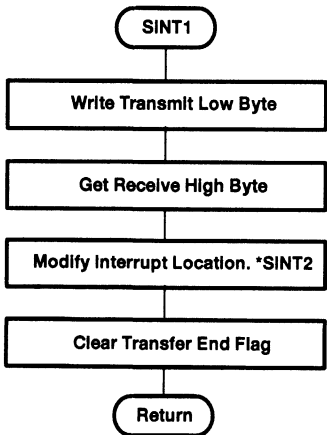 SINT1
Write Transmit Low Byte
Get Receive High Byte
Modify Interrupt Location. *SINT2
Clear Transfer End Flag
Return